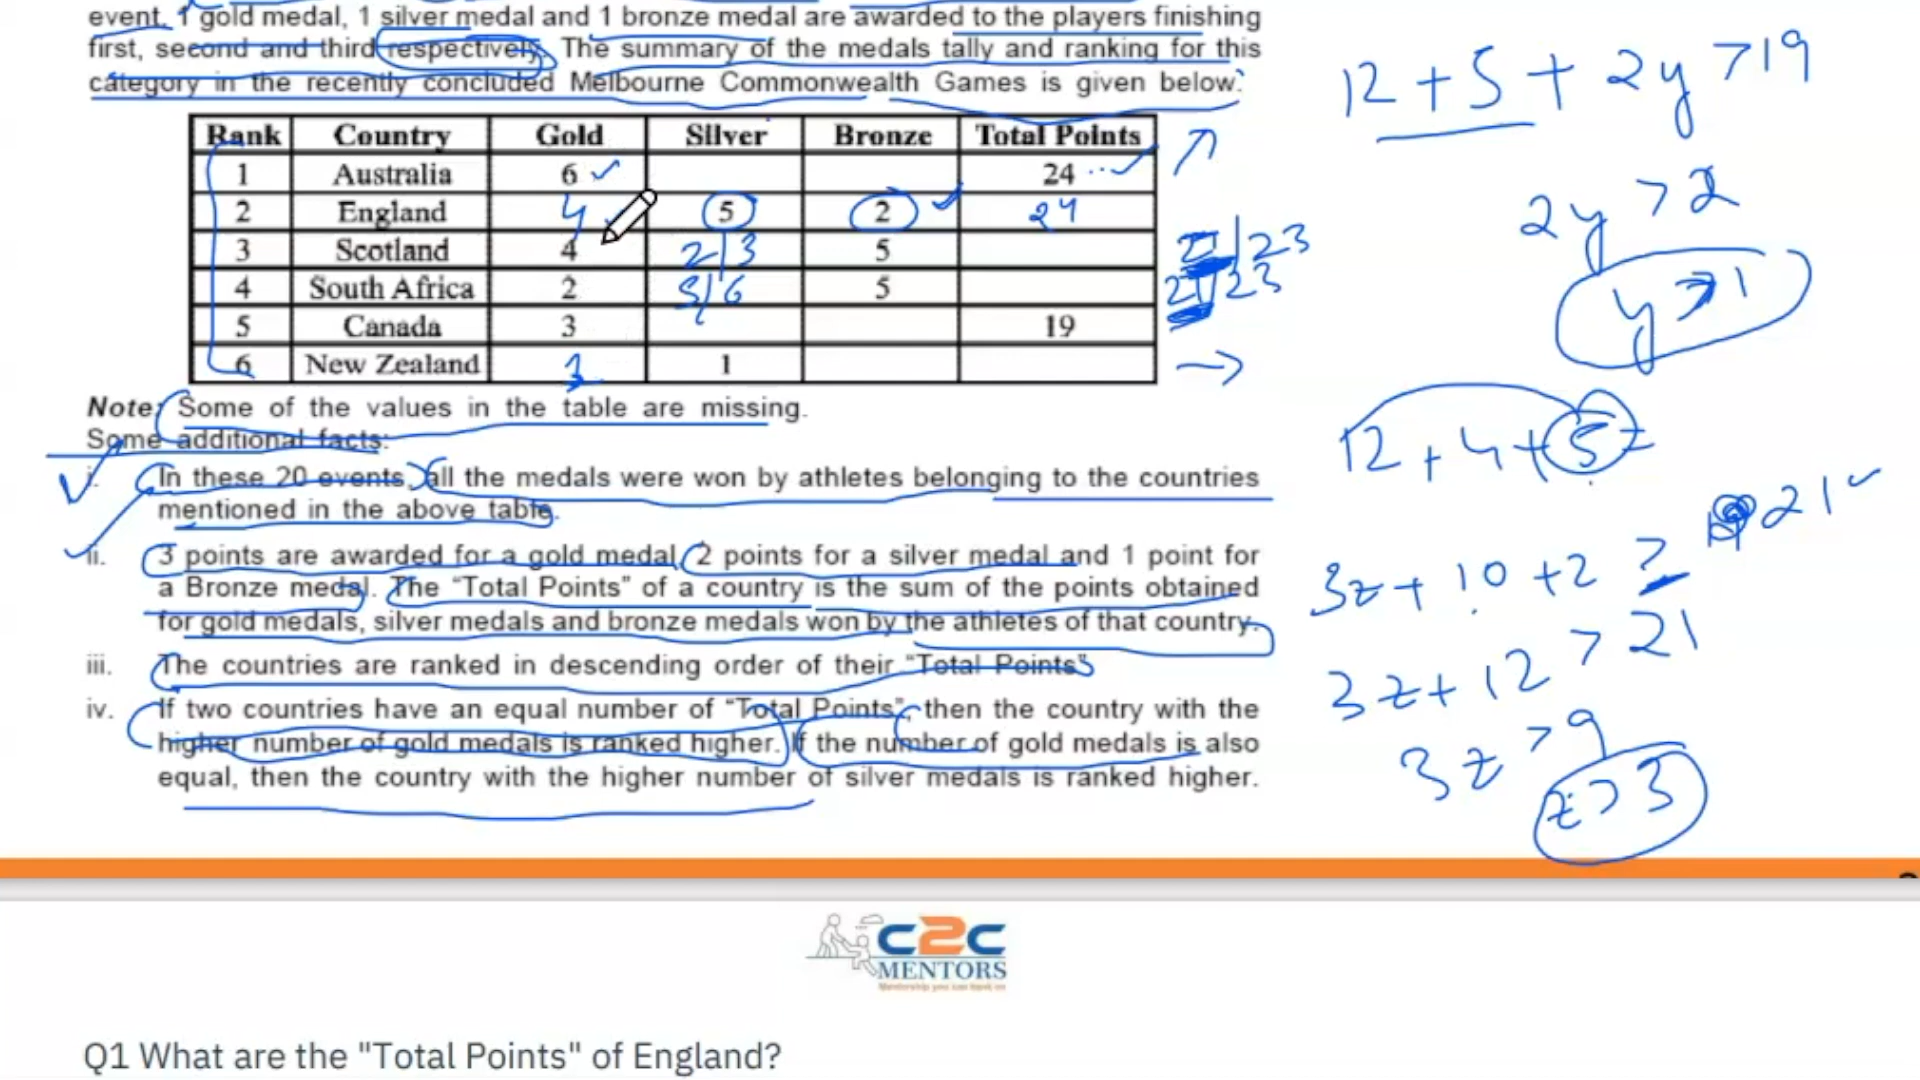 event, 1 gold medal, 1 silver medal and 1 bronze medal are awarded to the players finishing
first, second and third respectively. The summary of the medals tally and ranking for this
category in the recently concluded Melbourne Commonwealth Games is given below:
Rank Country Gold Silver Bronze Total Points
1 Australia 6 24
2 England 4 5 2 24
3 Scotland 4 2/3 5 /23
4 South Africa 2 5/6 5 21/23
5 Canada 3 19
6 New Zealand 1 1
Note: Some of the values in the table are missing.
Some additional facts:
i. In these 20 events, all the medals were won by athletes belonging to the countries
mentioned in the above table.
ii. 3 points are awarded for a gold medal, 2 points for a silver medal and 1 point for
a Bronze medal. The "Total Points" of a country is the sum of the points obtained
for gold medals, silver medals and bronze medals won by the athletes of that country.
iii. The countries are ranked in descending order of their "Total Points"
iv. If two countries have an equal number of "Total Points", then the country with the
higher number of gold medals is ranked higher. If the number of gold medals is also
equal, then the country with the higher number of silver medals is ranked higher.
12 + 5 + 2y > 19
2y > 2
y > 1
12 + 4 + 5 =
3z + 10 + 2 > 21
3z + 12 > 21
3z > 9
z > 3
C2C
MENTORS
Q1 What are the "Total Points" of England?